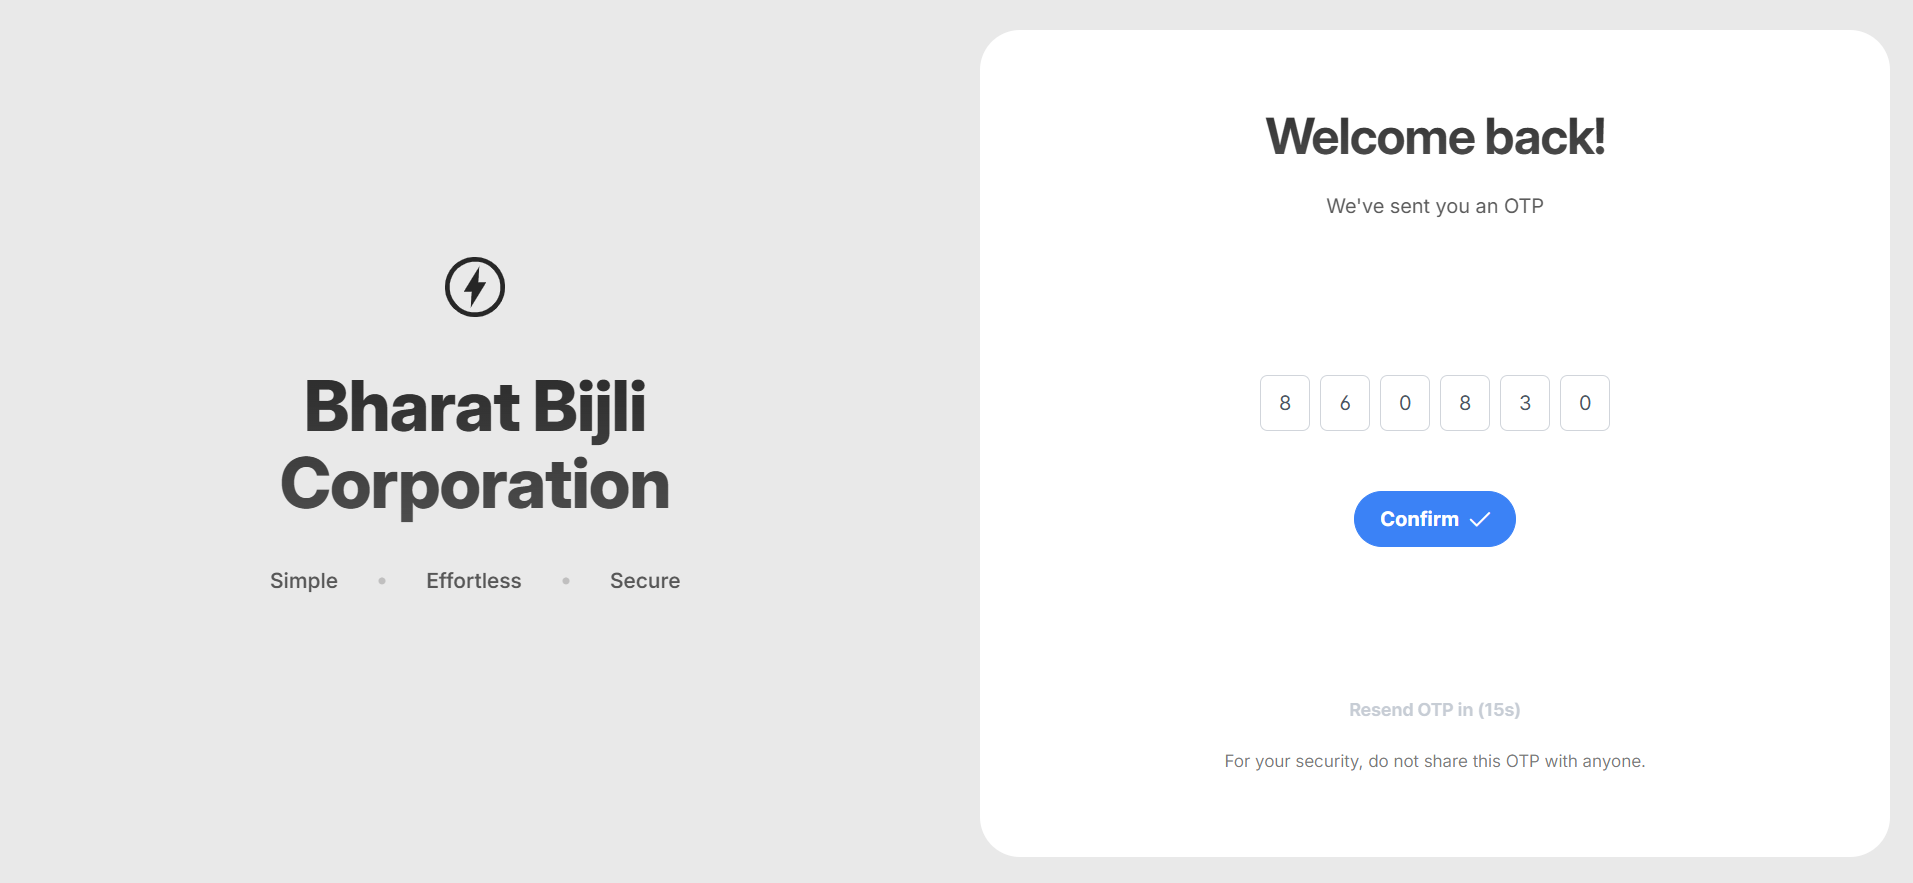 Bharat Bijli
Corporation
Simple • Effortless • Secure
Welcome back!
We've sent you an OTP
8 6 0 8 3 0
Confirm
Resend OTP in (15s)
For your security, do not share this OTP with anyone.